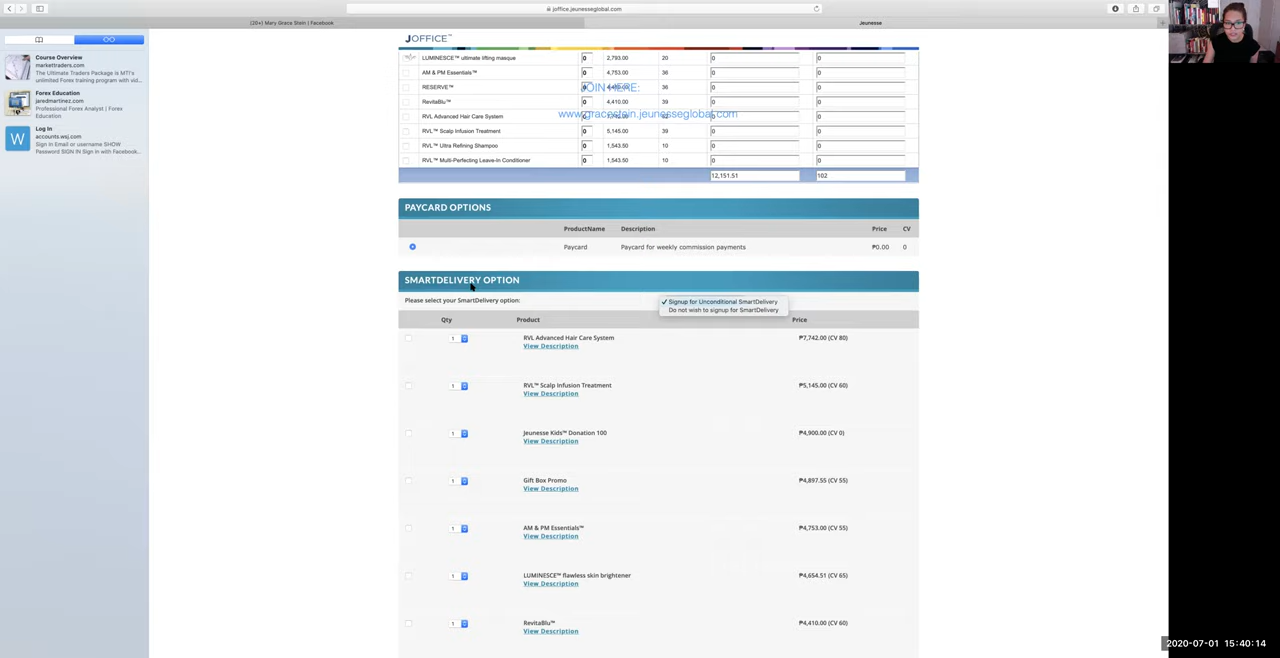 joffice.jeunesseglobal.com
(20+) Mary Grace Stein | Facebook
Jeunesse
Course Overview
markettraders.com
The Ultimate Traders Package is MTI's
unlimited Forex training program with vid...
Forex Education
jaredmartinez.com
Professional Forex Analyst | Forex
Education
W
Log In
accounts.wsj.com
Sign in Email or username SHOW
Password SIGN IN Sign in with Facebook...
JOFFICE™
LUMINESCE™ ultimate lifting masque 0 2,793.00 20 0 0
AM & PM Essentials™ 0 4,753.00 36 0 0
RESERVE™ 0 36 0 0
JOIN HERE:
RevitaBlu™ 0 4,410.00 39 0 0
RVL Advanced Hair Care System
www.gracestein.jeunesseglobal.com
RVL™ Scalp Infusion Treatment 0 5,145.00 39 0 0
RVL™ Ultra Refining Shampoo 0 1,543.50 10 0 0
RVL™ Multi-Perfecting Leave-In Conditioner 0 1,543.50 10 0 0
12,151.51 102
PAYCARD OPTIONS
ProductName Description Price CV
Paycard Paycard for weekly commission payments ₱0.00 0
SMARTDELIVERY OPTION
Please select your SmartDelivery option: ✓ Signup for Unconditional SmartDelivery
Do not wish to signup for SmartDelivery
Qty Product Price
1 RVL Advanced Hair Care System ₱7,742.00 (CV 80)
View Description
1 RVL™ Scalp Infusion Treatment ₱5,145.00 (CV 60)
View Description
1 Jeunesse Kids™ Donation 100 ₱4,900.00 (CV 0)
View Description
1 Gift Box Promo ₱4,897.55 (CV 55)
View Description
1 AM & PM Essentials™ ₱4,753.00 (CV 55)
View Description
1 LUMINESCE™ flawless skin brightener ₱4,654.51 (CV 65)
View Description
1 RevitaBlu™ ₱4,410.00 (CV 60)
View Description
2020-07-01 15:40:14